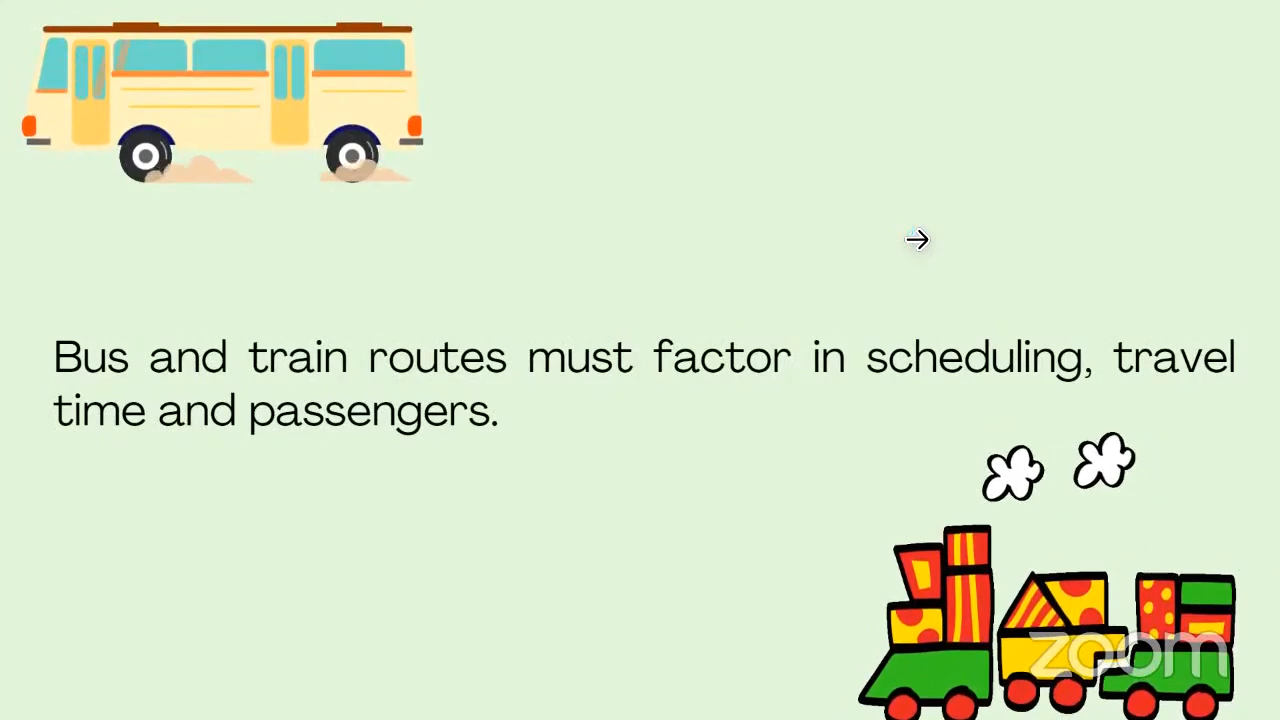 Bus and train routes must factor in scheduling, travel
time and passengers.
zoom